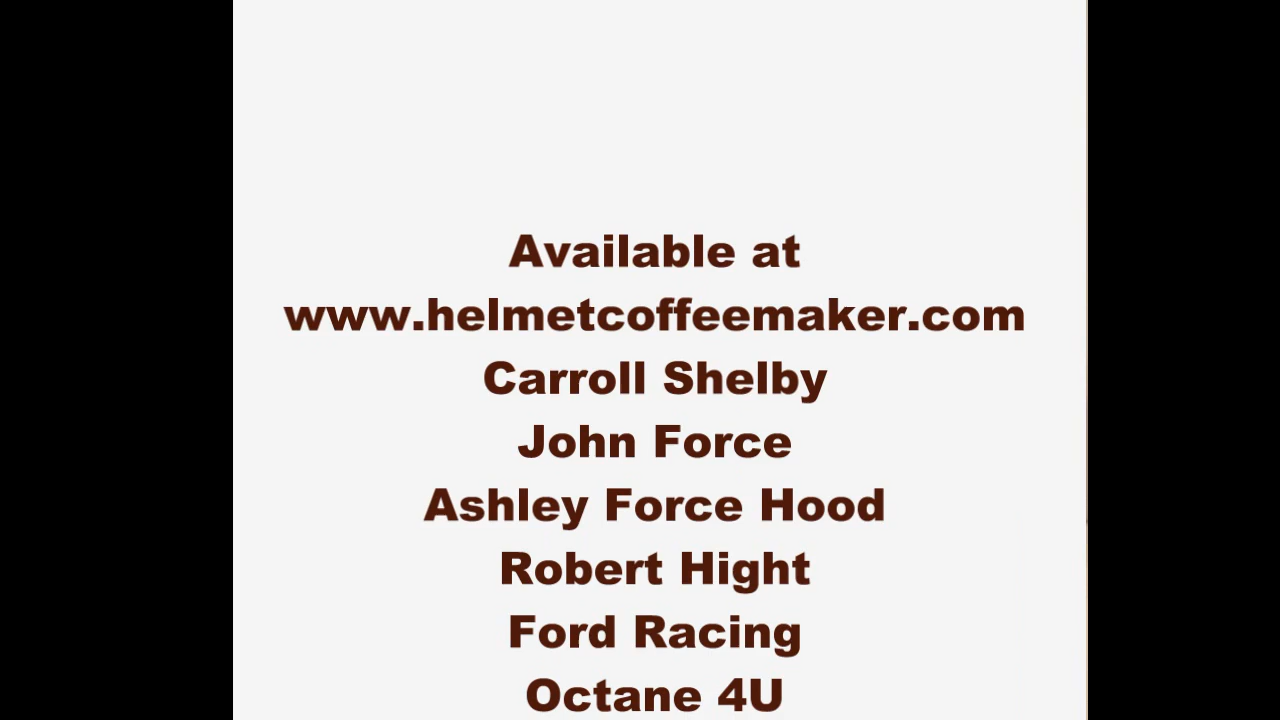 Available at
www.helmetcoffeemaker.com
Carroll Shelby
John Force
Ashley Force Hood
Robert Hight
Ford Racing
Octane 4U